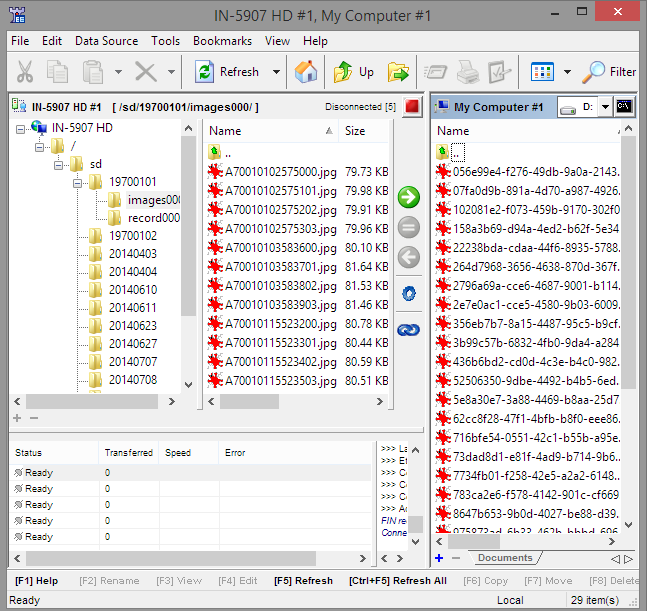 IN-5907 HD #1, My Computer #1
File Edit Data Source Tools Bookmarks View Help
Refresh Up Filter
IN-5907 HD #1 [ /sd/19700101/images000/ ] Disconnected [5]
IN-5907 HD
/
sd
19700101
images000
record000
19700102
20140403
20140404
20140610
20140611
20140623
20140627
20140707
20140708
Name Size
..
A70010102575000.jpg 79.73 KB
A70010102575101.jpg 79.98 KB
A70010102575202.jpg 79.91 KB
A70010102575303.jpg 79.96 KB
A70010103583600.jpg 80.10 KB
A70010103583701.jpg 81.64 KB
A70010103583802.jpg 81.53 KB
A70010103583903.jpg 81.46 KB
A70010115523200.jpg 80.78 KB
A70010115523301.jpg 80.44 KB
A70010115523402.jpg 80.59 KB
A70010115523503.jpg 80.51 KB
My Computer #1 D:
Name
..
056e99e4-f276-49db-9a0a-2143..
07fa0d9b-891a-4d70-a987-4926..
102081e2-f073-459b-9170-302f0
158a3b69-d94a-4ed2-b62f-5e34
22238bda-cdaa-44f6-8935-5788..
264d7968-3656-4638-870d-367f..
2796a69a-cce6-4687-9001-b114.
2e7e0ac1-cce5-4580-9b03-6009..
356eb7b7-8a15-4487-95c5-b9cf.
3b99c57b-6832-4fb0-9da4-a284
436b6bd2-cd0d-4c3e-b4c0-982..
52506350-9dbe-4492-b4b5-6ed..
5e8a30e7-3a88-4469-b8aa-25d7
62cc8f28-47f1-4bfb-b8f0-eee86
716bfe54-0551-42c1-b55b-a95e.
73dad8d1-e81f-4ad9-b714-9b6..
7734fb01-f258-42e5-a2a2-6148..
783ca2e6-f578-4142-901c-cf669
8647b653-9b0d-4027-be88-d39.
Documents
Status Transferred Speed Error
Ready 0
Ready 0
Ready 0
Ready 0
Ready 0
>>> La
>>> Ef
>>> Co
>>> Co
>>> Co
>>> Ad
FIN re
Conne
[F1] Help [F2] Rename [F3] View [F4] Edit [F5] Refresh [Ctrl+F5] Refresh All [F6] Copy [F7] Move [F8] Delete
Ready Local 29 item(s)